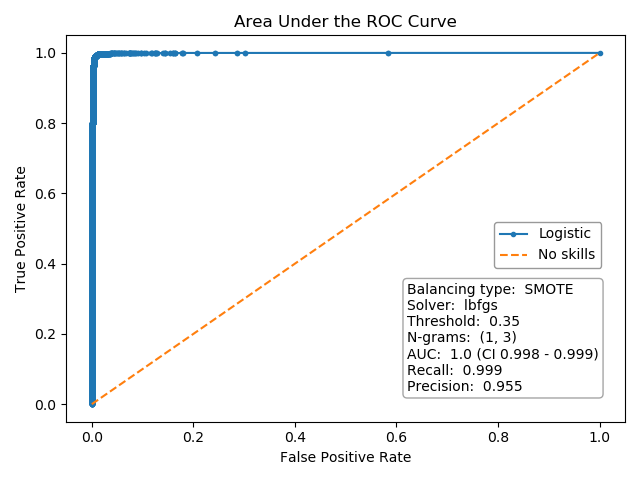 Area Under the ROC Curve
True Positive Rate
1.0
0.8
0.6
0.4
0.2
0.0
Logistic
No skills
Balancing type:  SMOTE
Solver:  lbfgs
Threshold:  0.35
N-grams:  (1, 3)
AUC:  1.0 (CI 0.998 - 0.999)
Recall:  0.999
Precision:  0.955
0.0 0.2 0.4 0.6 0.8 1.0
False Positive Rate